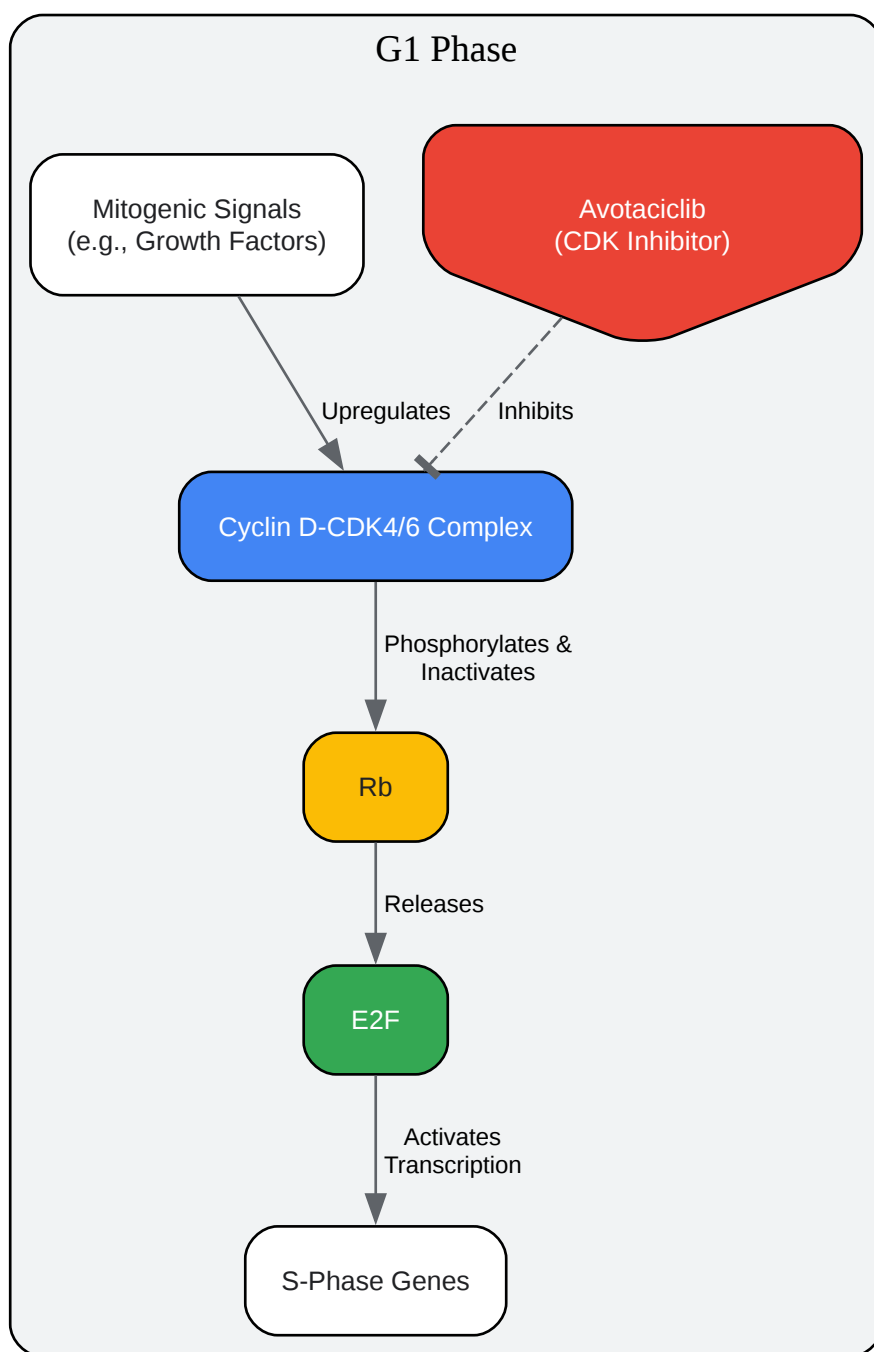 G1 Phase
Mitogenic Signals
(e.g., Growth Factors)
Avotaciclib
(CDK Inhibitor)
Upregulates
Inhibits
Cyclin D-CDK4/6 Complex
Phosphorylates &
Inactivates
Rb
Releases
E2F
Activates
Transcription
S-Phase Genes